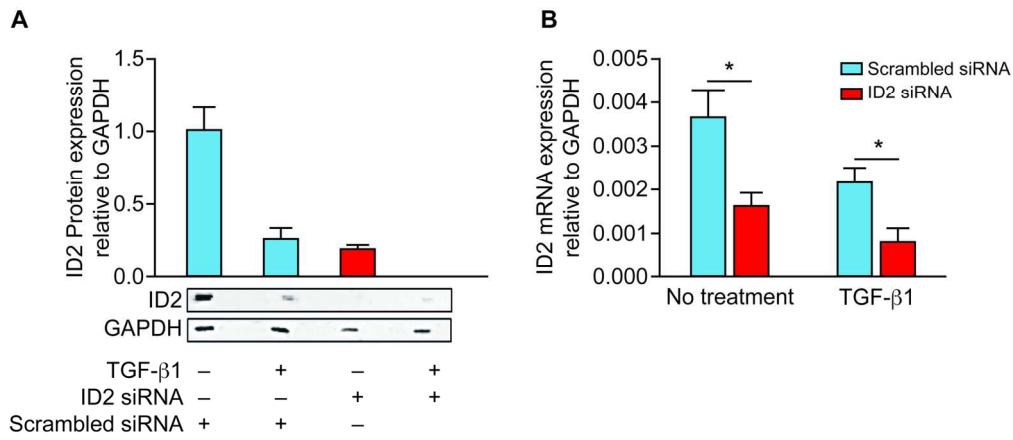 A
ID2 Protein expression
relative to GAPDH
1.5
1.0
0.5
0.0
ID2
GAPDH
TGF-β1 – + – +
ID2 siRNA – – + +
Scrambled siRNA + + –
B
ID2 mRNA expression
relative to GAPDH
0.005
0.004
0.003
0.002
0.001
0.000
*
*
Scrambled siRNA
ID2 siRNA
No treatment
TGF-β1